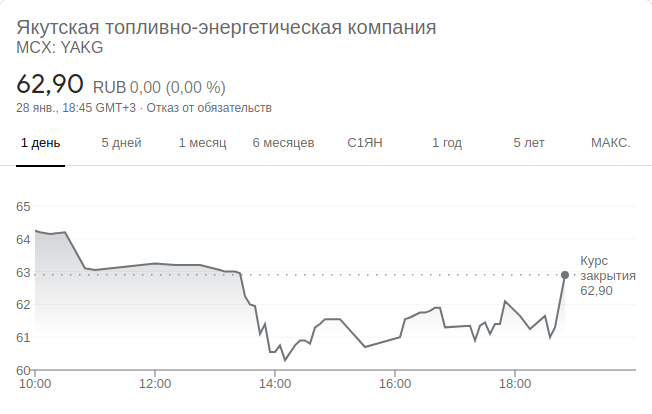 Якутская топливно-энергетическая компания
MCX: YAKG
62,90 RUB 0,00 (0,00 %)
28 янв., 18:45 GMT+3 · Отказ от обязательств
1 день 5 дней 1 месяц 6 месяцев С1ЯН 1 год 5 лет МАКС.
65
64
63
62
61
60
Курс
закрытия
62,90
10:00 12:00 14:00 16:00 18:00